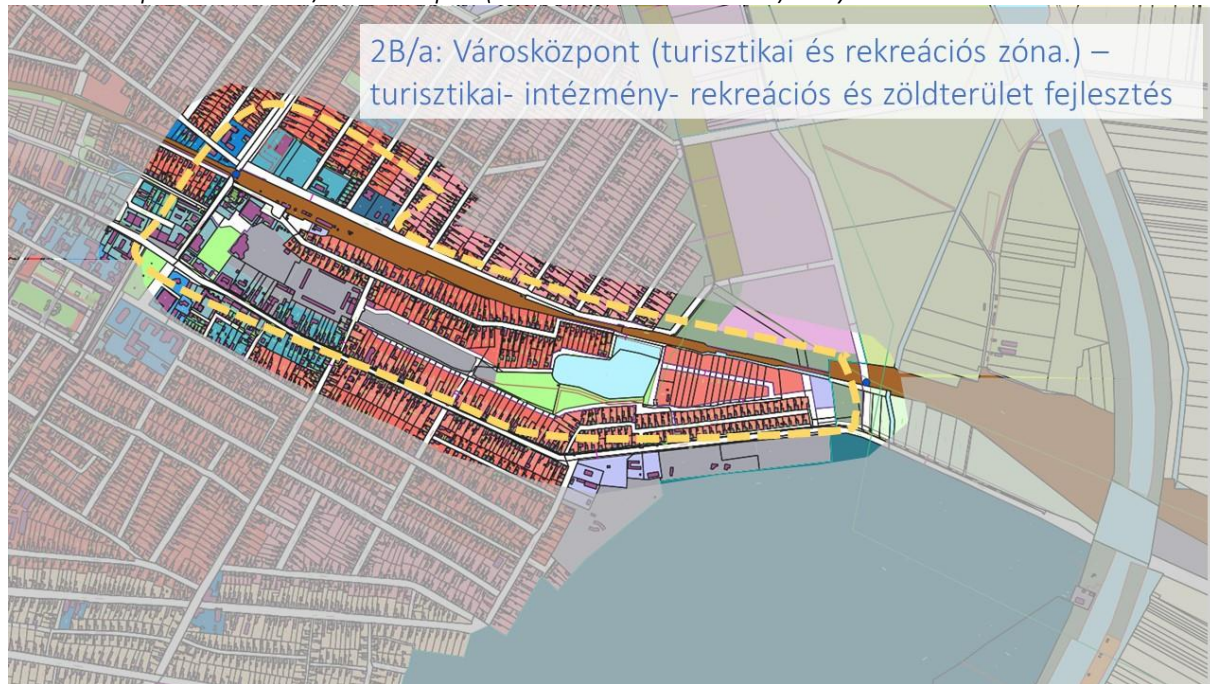 2B/a: Városközpont (turisztikai és rekreációs zóna.) –
turisztikai- intézmény- rekreációs és zöldterület fejlesztés